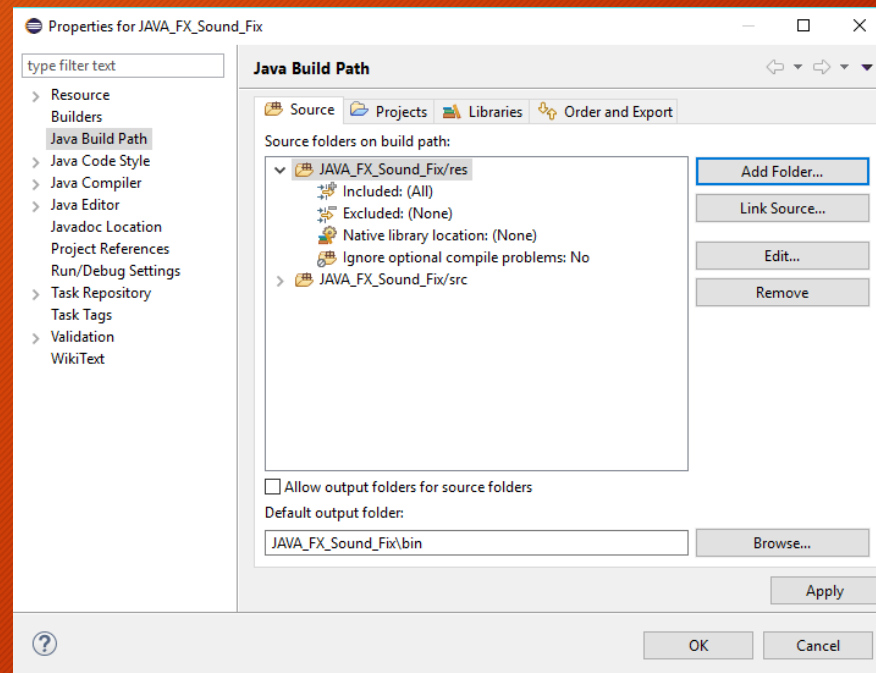 Properties for JAVA_FX_Sound_Fix
type filter text
Resource
Builders
Java Build Path
Java Code Style
Java Compiler
Java Editor
Javadoc Location
Project References
Run/Debug Settings
Task Repository
Task Tags
Validation
WikiText
Java Build Path
Source Projects Libraries Order and Export
Source folders on build path:
JAVA_FX_Sound_Fix/res
Included: (All)
Excluded: (None)
Native library location: (None)
Ignore optional compile problems: No
JAVA_FX_Sound_Fix/src
Add Folder...
Link Source...
Edit...
Remove
Allow output folders for source folders
Default output folder:
JAVA_FX_Sound_Fix\bin
Browse...
Apply
OK Cancel